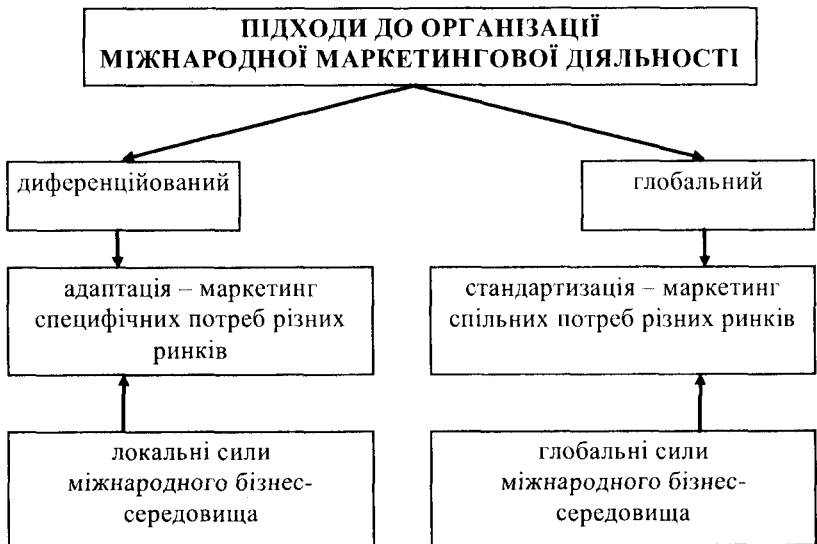 ПІДХОДИ ДО ОРГАНІЗАЦІЇ
МІЖНАРОДНОЇ МАРКЕТИНГОВОЇ ДІЯЛЬНОСТІ
диференційований
глобальний
адаптація – маркетинг
специфічних потреб різних
ринків
стандартизація – маркетинг
спільних потреб різних ринків
локальні сили
міжнародного бізнес-
середовища
глобальні сили
міжнародного бізнес-
середовища